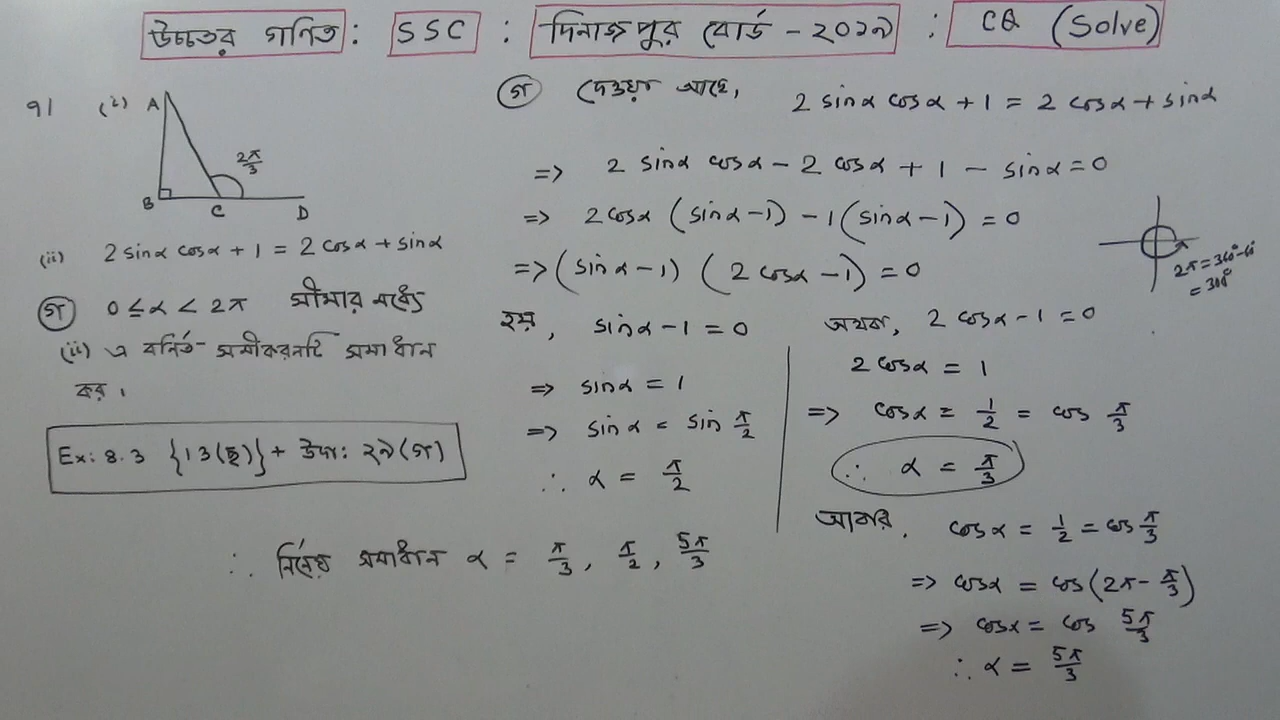 উচ্চতর গনিত : SSC : দিনাজপুর বোর্ড - ২০১৯ : CQ (Solve)
৭। (i) A
2π/3
B C D
(ii) 2 sinα cosα + 1 = 2 cosα + sinα
গ 0 ≤ α < 2π সীমার মধ্যে
(ii) এ বর্নিত সমীকরনটি সমাধান
কর।
Ex: 8.3 {13(ছ)} + উদা: ২৯(গ)
গ দেওয়া আছে, 2 sinα cosα + 1 = 2 cosα + sinα
=> 2 sinα cosα - 2 cosα + 1 - sinα = 0
=> 2cosα (sinα - 1) - 1 (sinα - 1) = 0
=> (sinα - 1) (2 cosα - 1) = 0
2π = 360°-60°
= 300°
হয়, sinα - 1 = 0
=> sinα = 1
=> sinα = sin π/2
∴ α = π/2
অথবা, 2 cosα - 1 = 0
2 cosα = 1
=> cosα = 1/2 = cos π/3
∴ α = π/3
আবার, cosα = 1/2 = cos π/3
=> cosα = cos(2π - π/3)
=> cosα = cos 5π/3
∴ α = 5π/3
∴ নির্ণেয় সমাধান α = π/3, π/2, 5π/3